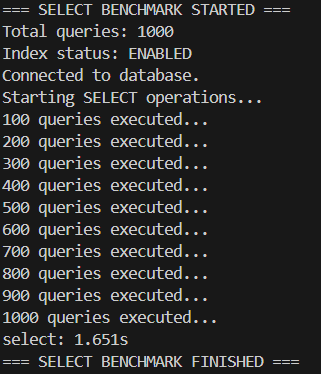 === SELECT BENCHMARK STARTED ===
Total queries: 1000
Index status: ENABLED
Connected to database.
Starting SELECT operations...
100 queries executed...
200 queries executed...
300 queries executed...
400 queries executed...
500 queries executed...
600 queries executed...
700 queries executed...
800 queries executed...
900 queries executed...
1000 queries executed...
select: 1.651s
=== SELECT BENCHMARK FINISHED ===